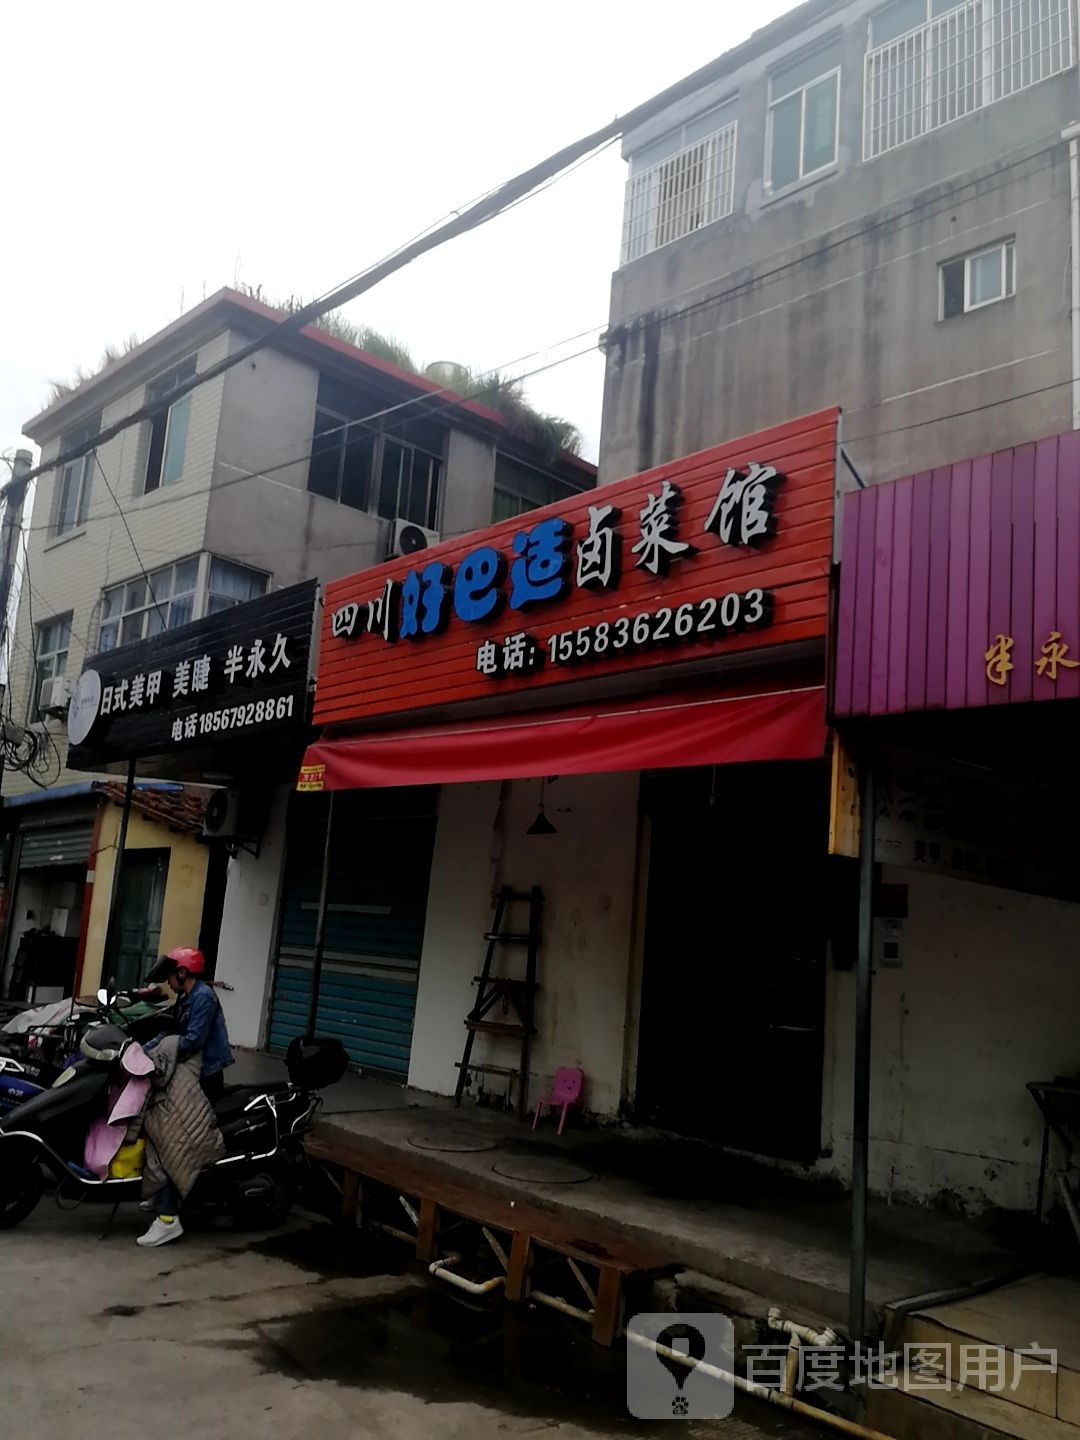 四川好巴适卤菜馆
电话: 15583626203
日式美甲 美睫 半永久
电话18567928861
半永
美甲
百度地图用户